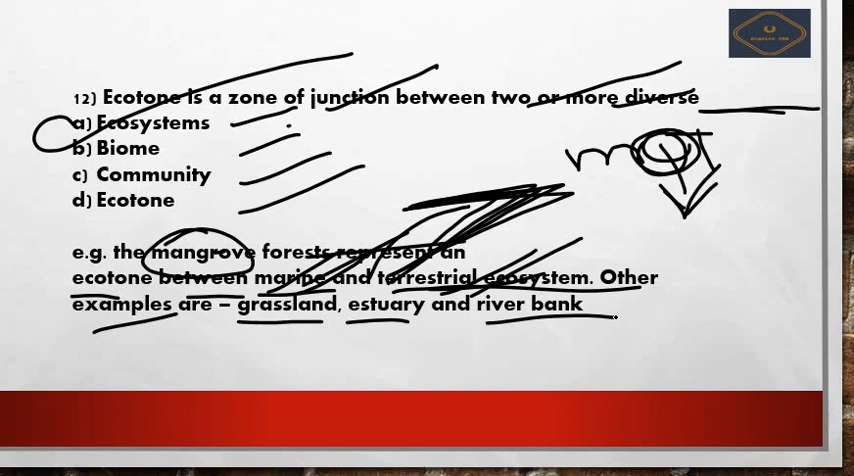 12) Ecotone is a zone of junction between two or more diverse
a) Ecosystems
b) Biome
c) Community
d) Ecotone
e.g. the mangrove forests represent an
ecotone between marine and terrestrial ecosystem. Other
examples are – grassland, estuary and river bank